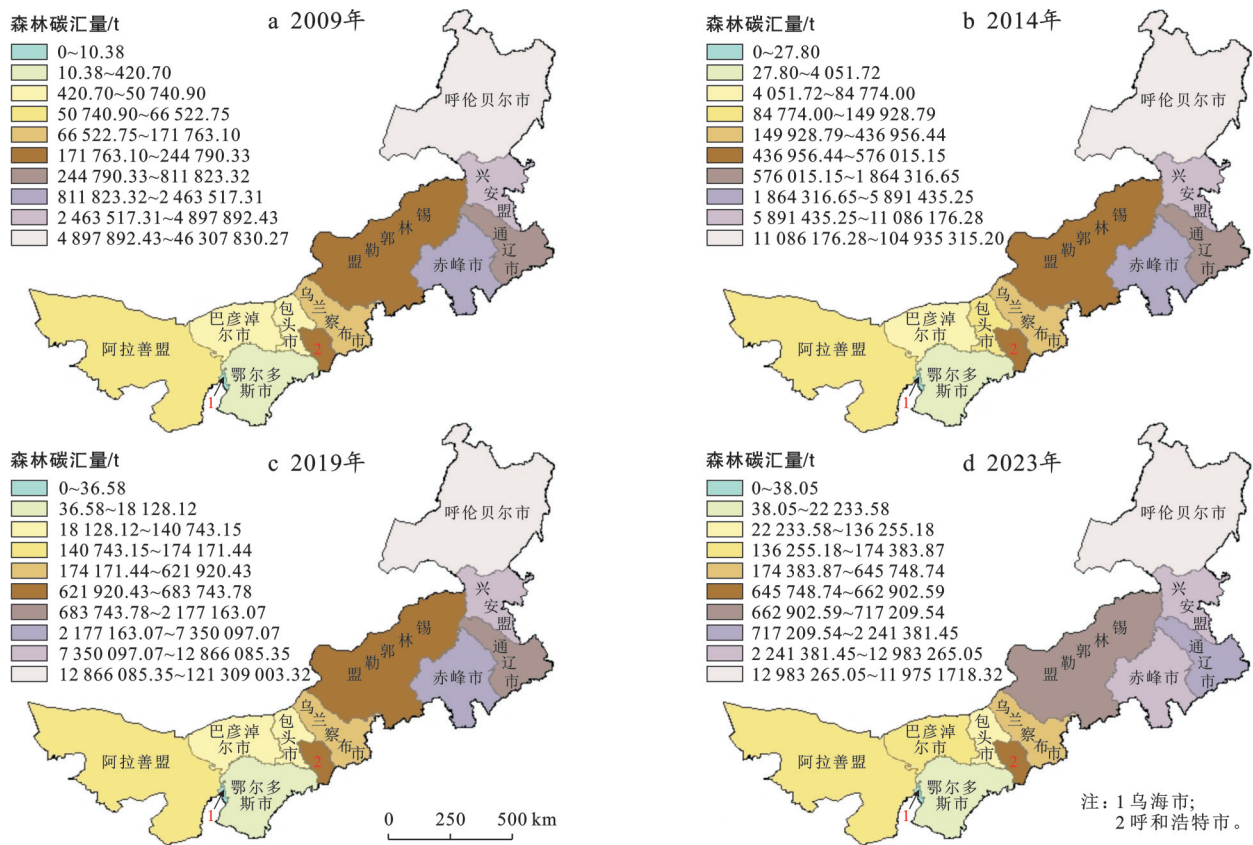 森林碳汇量/t
a 2009年
0~10.38
10.38~420.70
420.70~50 740.90
50 740.90~66 522.75
66 522.75~171 763.10
171 763.10~244 790.33
244 790.33~811 823.32
811 823.32~2 463 517.31
2 463 517.31~4 897 892.43
4 897 892.43~46 307 830.27
呼伦贝尔市
兴安盟
通辽市
赤峰市
锡林郭勒盟
乌兰察布市
包头市
巴彦淖
尔市
阿拉善盟
鄂尔多
斯市
1
2
森林碳汇量/t
b 2014年
0~27.80
27.80~4 051.72
4 051.72~84 774.00
84 774.00~149 928.79
149 928.79~436 956.44
436 956.44~576 015.15
576 015.15~1 864 316.65
1 864 316.65~5 891 435.25
5 891 435.25~11 086 176.28
11 086 176.28~104 935 315.20
呼伦贝尔市
兴安盟
通辽市
赤峰市
锡林郭勒盟
乌兰察布市
包头市
巴彦淖
尔市
阿拉善盟
鄂尔多
斯市
1
2
森林碳汇量/t
c 2019年
0~36.58
36.58~18 128.12
18 128.12~140 743.15
140 743.15~174 171.44
174 171.44~621 920.43
621 920.43~683 743.78
683 743.78~2 177 163.07
2 177 163.07~7 350 097.07
7 350 097.07~12 866 085.35
12 866 085.35~121 309 003.32
呼伦贝尔市
兴安盟
通辽市
赤峰市
锡林郭勒盟
乌兰察布市
包头市
巴彦淖
尔市
阿拉善盟
鄂尔多
斯市
1
2
0 250 500 km
森林碳汇量/t
d 2023年
0~38.05
38.05~22 233.58
22 233.58~136 255.18
136 255.18~174 383.87
174 383.87~645 748.74
645 748.74~662 902.59
662 902.59~717 209.54
717 209.54~2 241 381.45
2 241 381.45~12 983 265.05
12 983 265.05~11 975 1718.32
呼伦贝尔市
兴安盟
通辽市
赤峰市
锡林郭勒盟
乌兰察布市
包头市
巴彦淖
尔市
阿拉善盟
鄂尔多
斯市
1
2
注: 1 乌海市;
2 呼和浩特市。